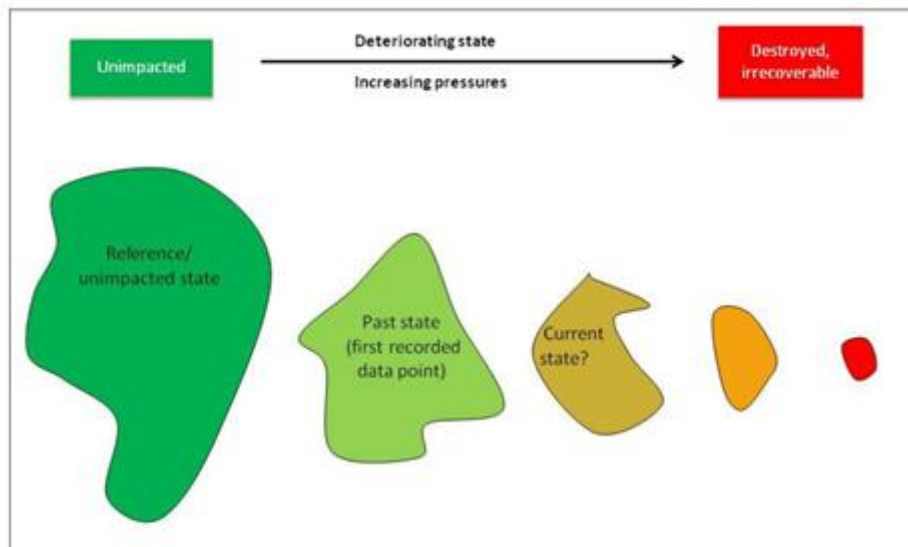 Unimpacted
Deteriorating state
Increasing pressures
Destroyed,
irrecoverable
Reference/
unimpacted state
Past state
(first recorded
data point)
Current
state?